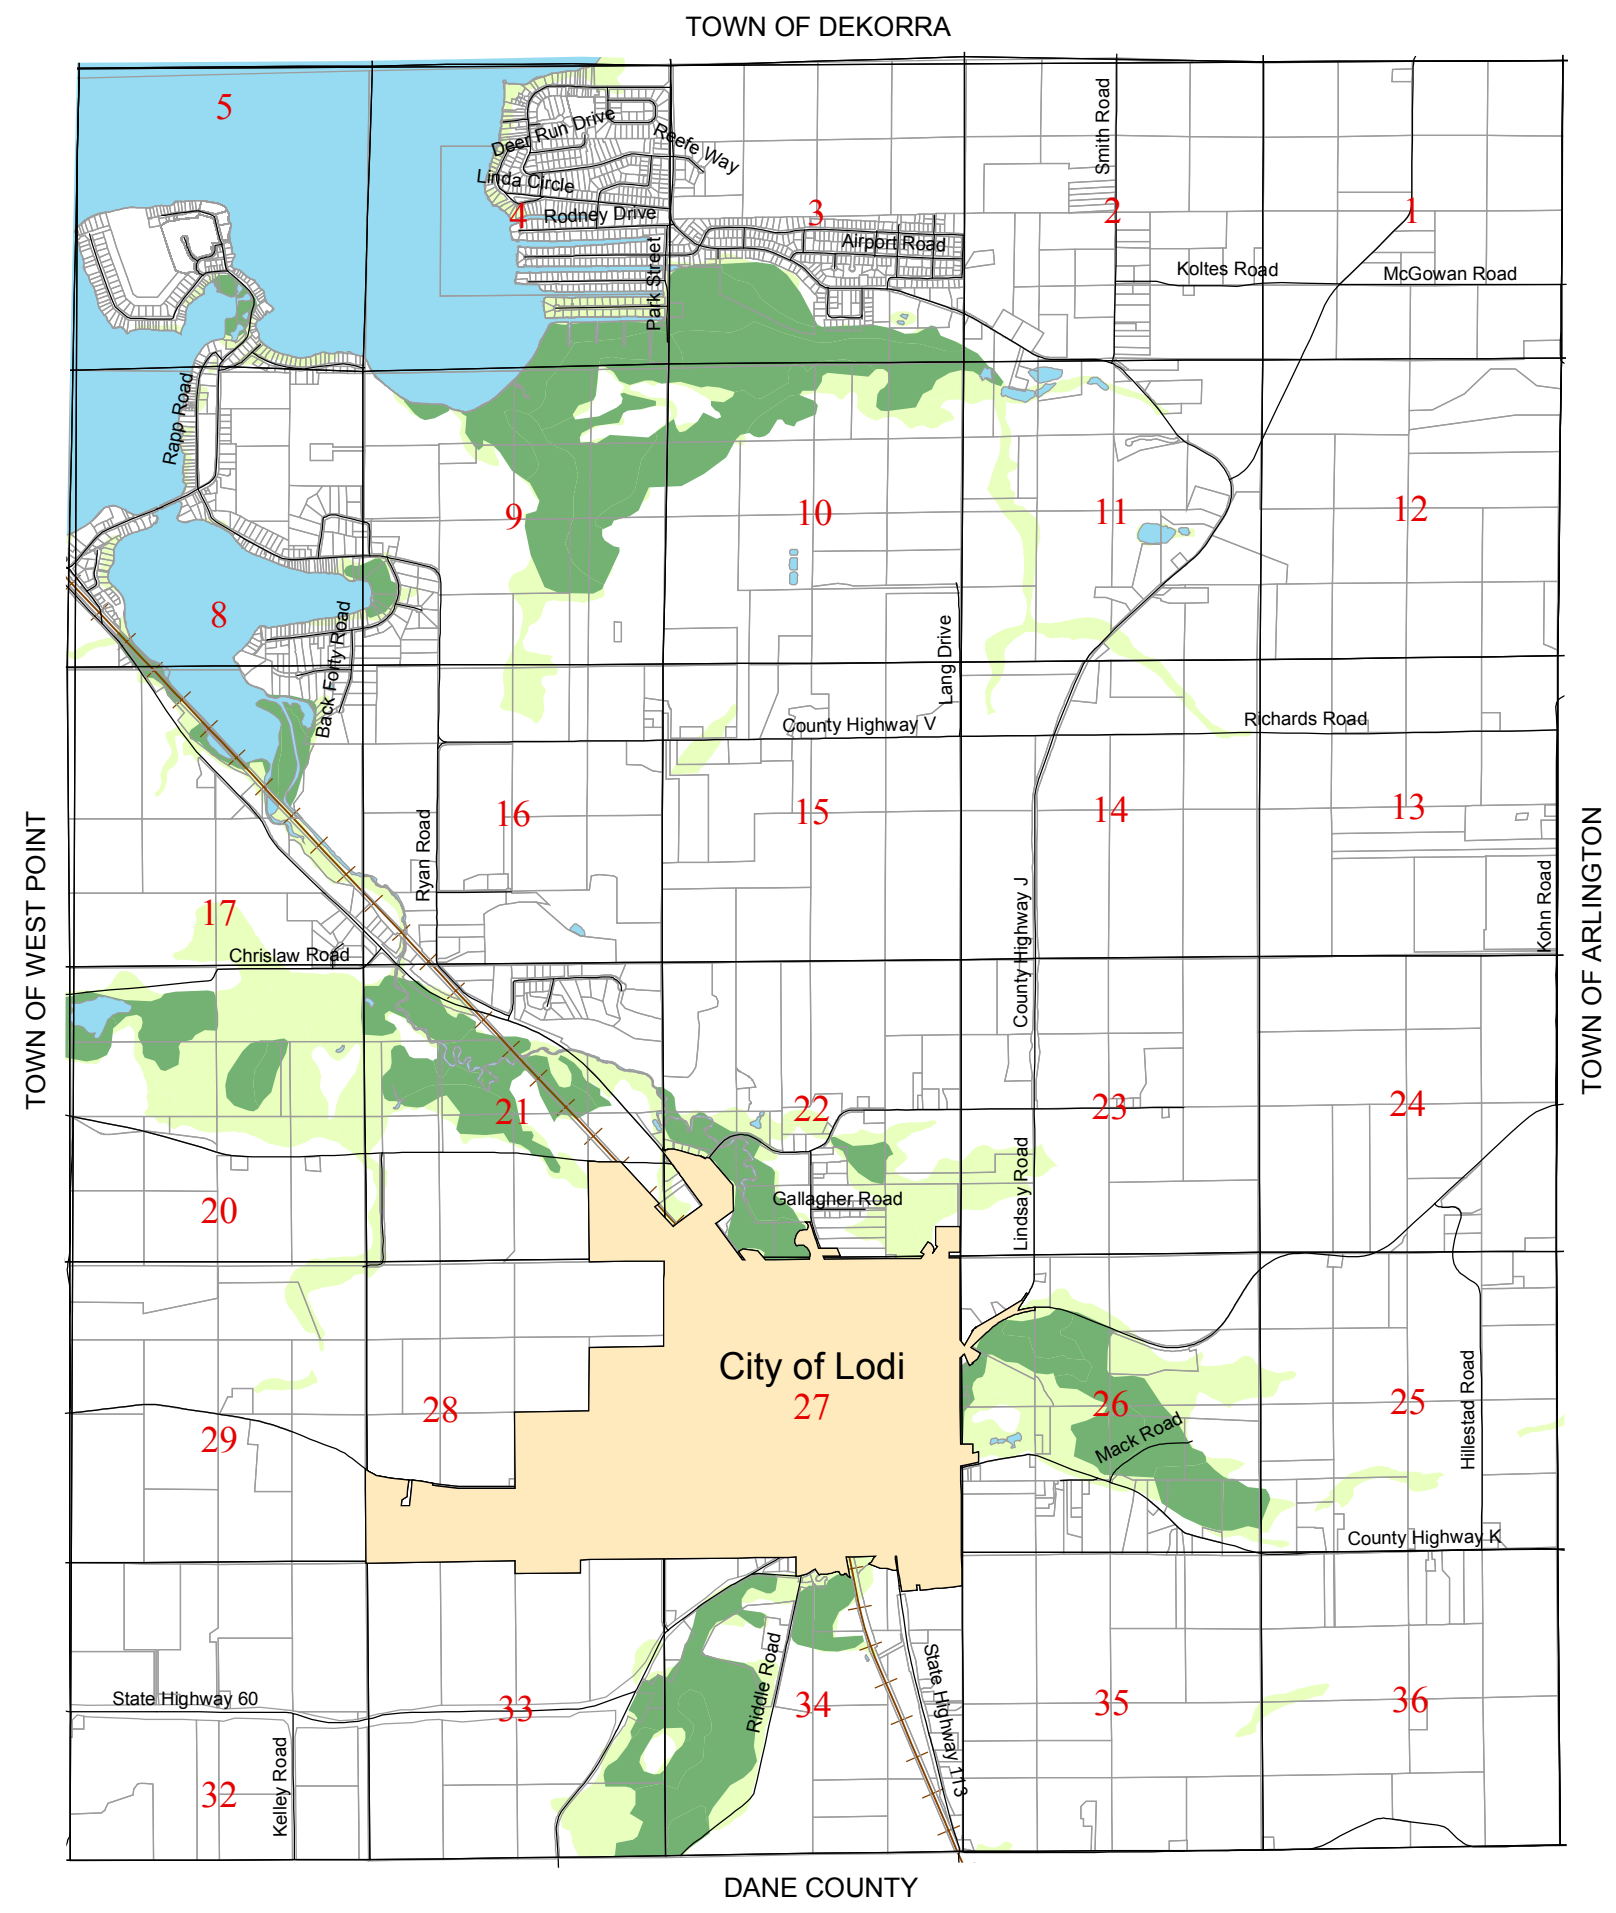 TOWN OF DEKORRA
5
Deer Run Drive
Reefe Way
Smith Road
Linda Circle
4
Rodney Drive
3
2
1
Airport Road
Park Street
Koltes Road
McGowan Road
Rapp Road
9
10
11
12
8
Back Forty Road
Lang Drive
County Highway V
Richards Road
16
15
14
13
Ryan Road
TOWN OF WEST POINT
TOWN OF ARLINGTON
County Highway J
Kohn Road
17
Chrislaw Road
21
22
23
24
20
Gallagher Road
Lindsay Road
City of Lodi
27
28
26
25
29
Mack Road
Hillestad Road
County Highway K
State Highway 60
33
Riddle Road
34
State Highway 113
35
36
32
Kelley Road
DANE COUNTY